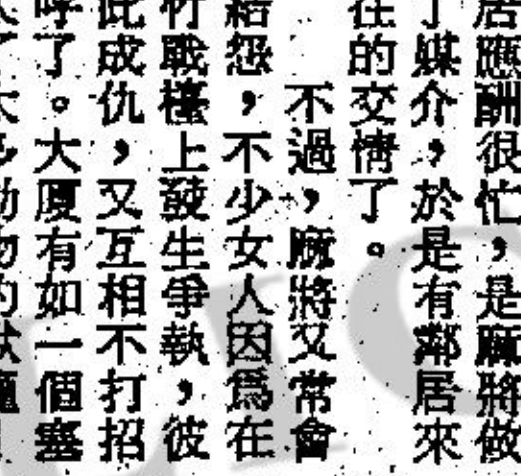 居應酬很忙，是麻將做
了媒介，於是有鄰居來
往的交情了。
不過，麻將又常會
結怨，不少女人因為在
竹戰檯上發生爭執，彼
此成仇，又互相不打招
呼了。大廈有如一個塞